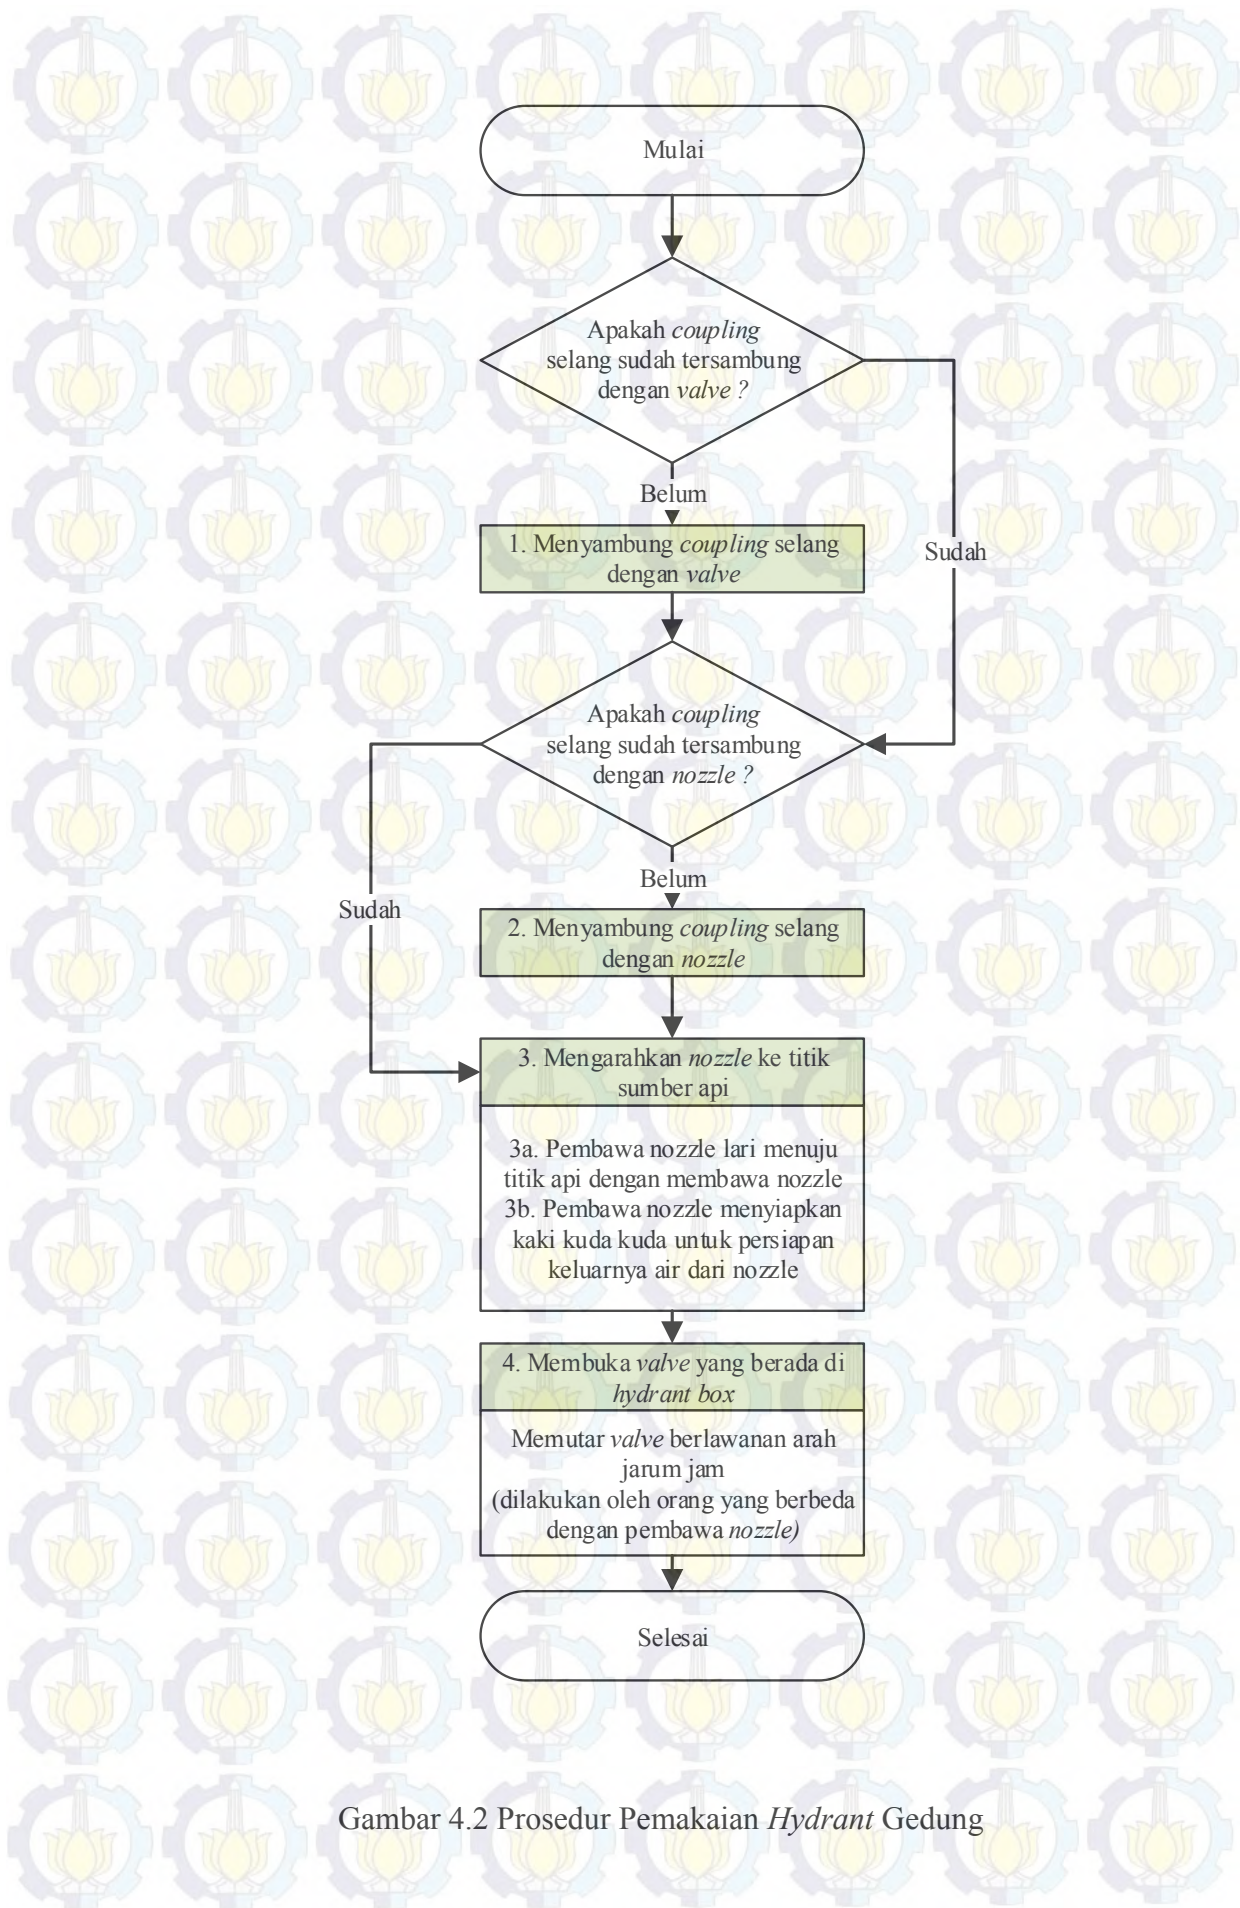 Mulai
Apakah coupling
selang sudah tersambung
dengan valve ?
Belum
1. Menyambung coupling selang
dengan valve
Sudah
Apakah coupling
selang sudah tersambung
dengan nozzle ?
Belum
Sudah
2. Menyambung coupling selang
dengan nozzle
3. Mengarahkan nozzle ke titik
sumber api
3a. Pembawa nozzle lari menuju
titik api dengan membawa nozzle
3b. Pembawa nozzle menyiapkan
kaki kuda kuda untuk persiapan
keluarnya air dari nozzle
4. Membuka valve yang berada di
hydrant box
Memutar valve berlawanan arah
jarum jam
(dilakukan oleh orang yang berbeda
dengan pembawa nozzle)
Selesai
Gambar 4.2 Prosedur Pemakaian Hydrant Gedung